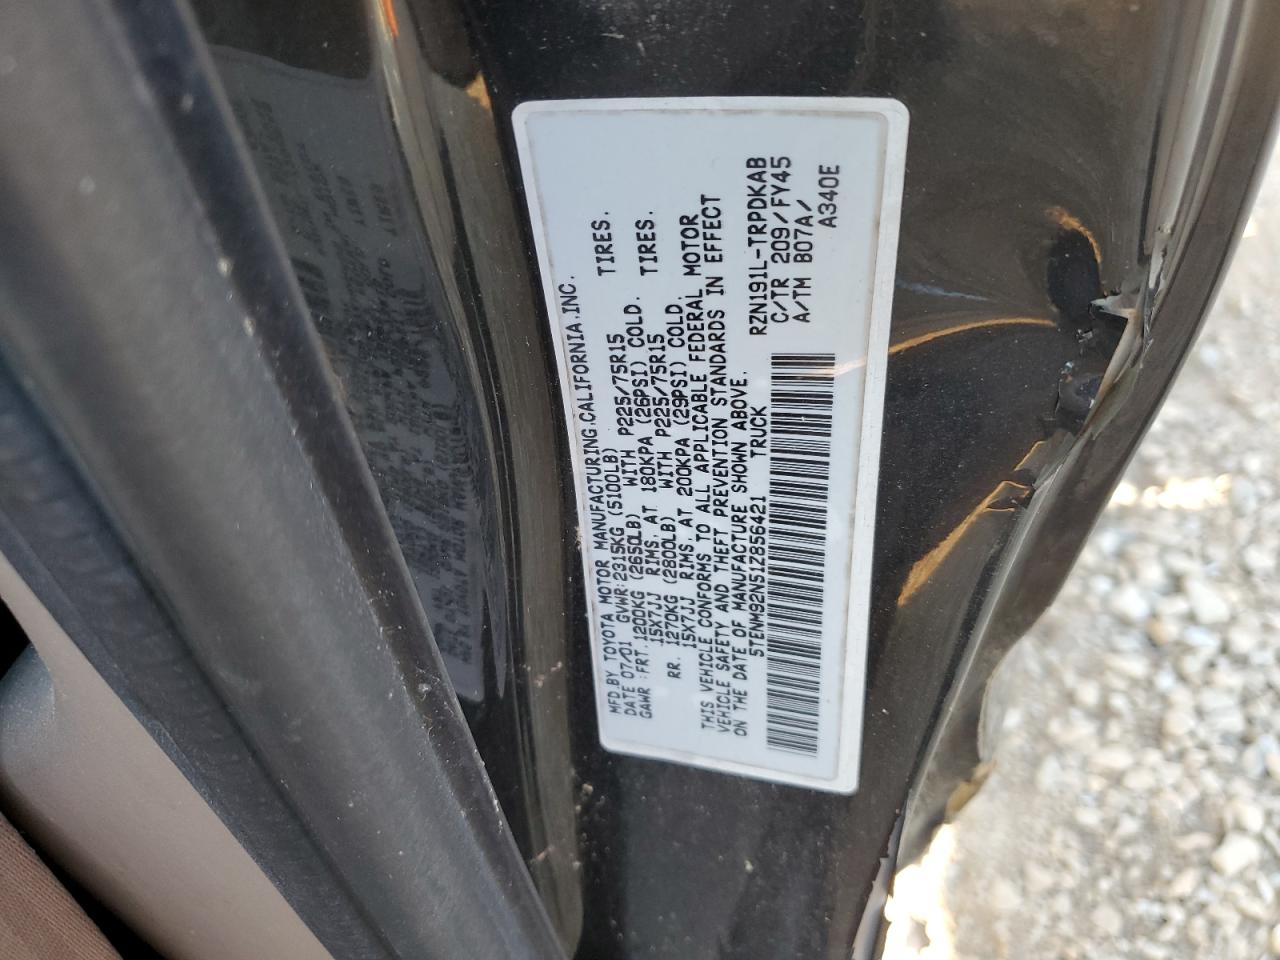 MFD.BY TOYOTA MOTOR MANUFACTURING.CALIFORNIA.INC.
DATE 07/01 GVWR:2315KG (5100LB)
GAWR :FRT.1200KG (2650LB) WITH P225/75R15 TIRES.
15X7JJ RIMS.AT 180KPA (26PSI) COLD.
RR. 1270KG (2800LB) WITH P225/75R15 TIRES.
15X7JJ RIMS.AT 200KPA (29PSI) COLD.
THIS VEHICLE CONFORMS TO ALL APPLICABLE FEDERAL MOTOR
VEHICLE SAFETY AND THEFT PREVENTION STANDARDS IN EFFECT
ON THE DATE OF MANUFACTURE SHOWN ABOVE.
5TENM92N51Z856421 TRUCK
RZN191L-TRPDKAB
C/TR 209/FY45
A/TM B07A/
A340E